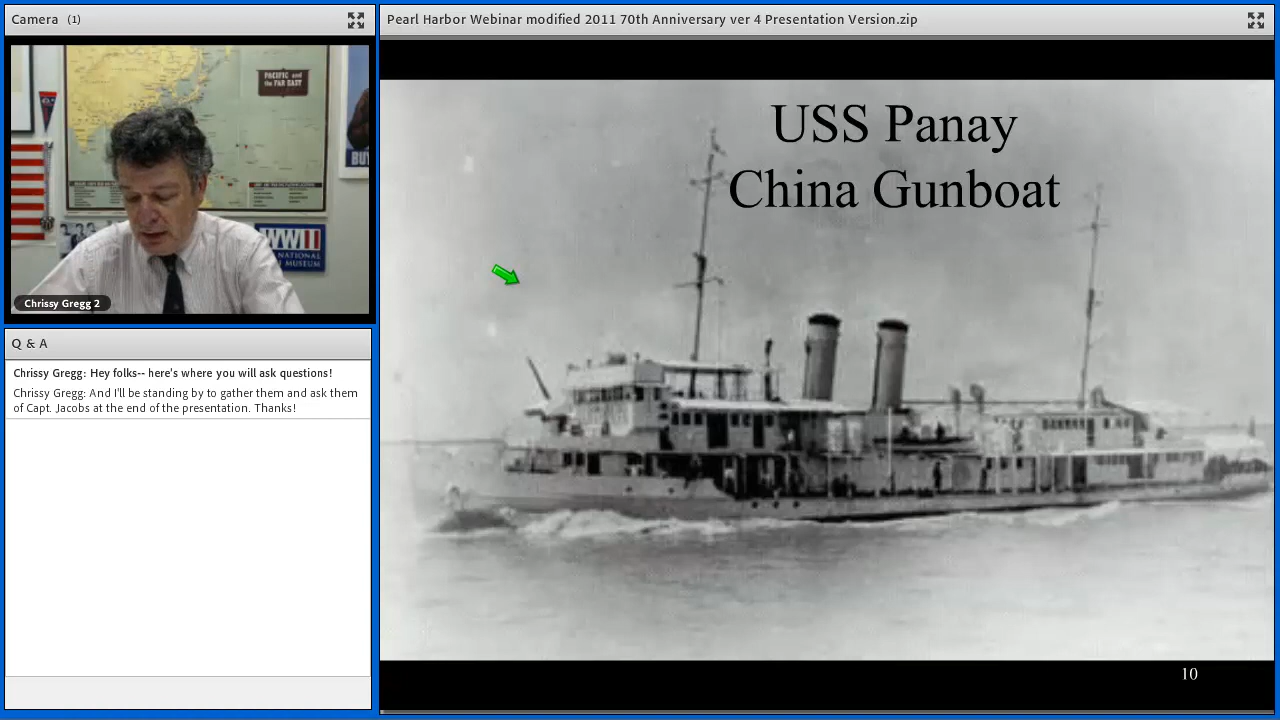 Camera (1)
PACIFIC and
the FAR EAST
BUY
WWII
NATIONAL
MUSEUM
Chrissy Gregg 2
Q & A
Chrissy Gregg: Hey folks-- here's where you will ask questions!
Chrissy Gregg: And I'll be standing by to gather them and ask them
of Capt. Jacobs at the end of the presentation. Thanks!
Pearl Harbor Webinar modified 2011 70th Anniversary ver 4 Presentation Version.zip
USS Panay
China Gunboat
10